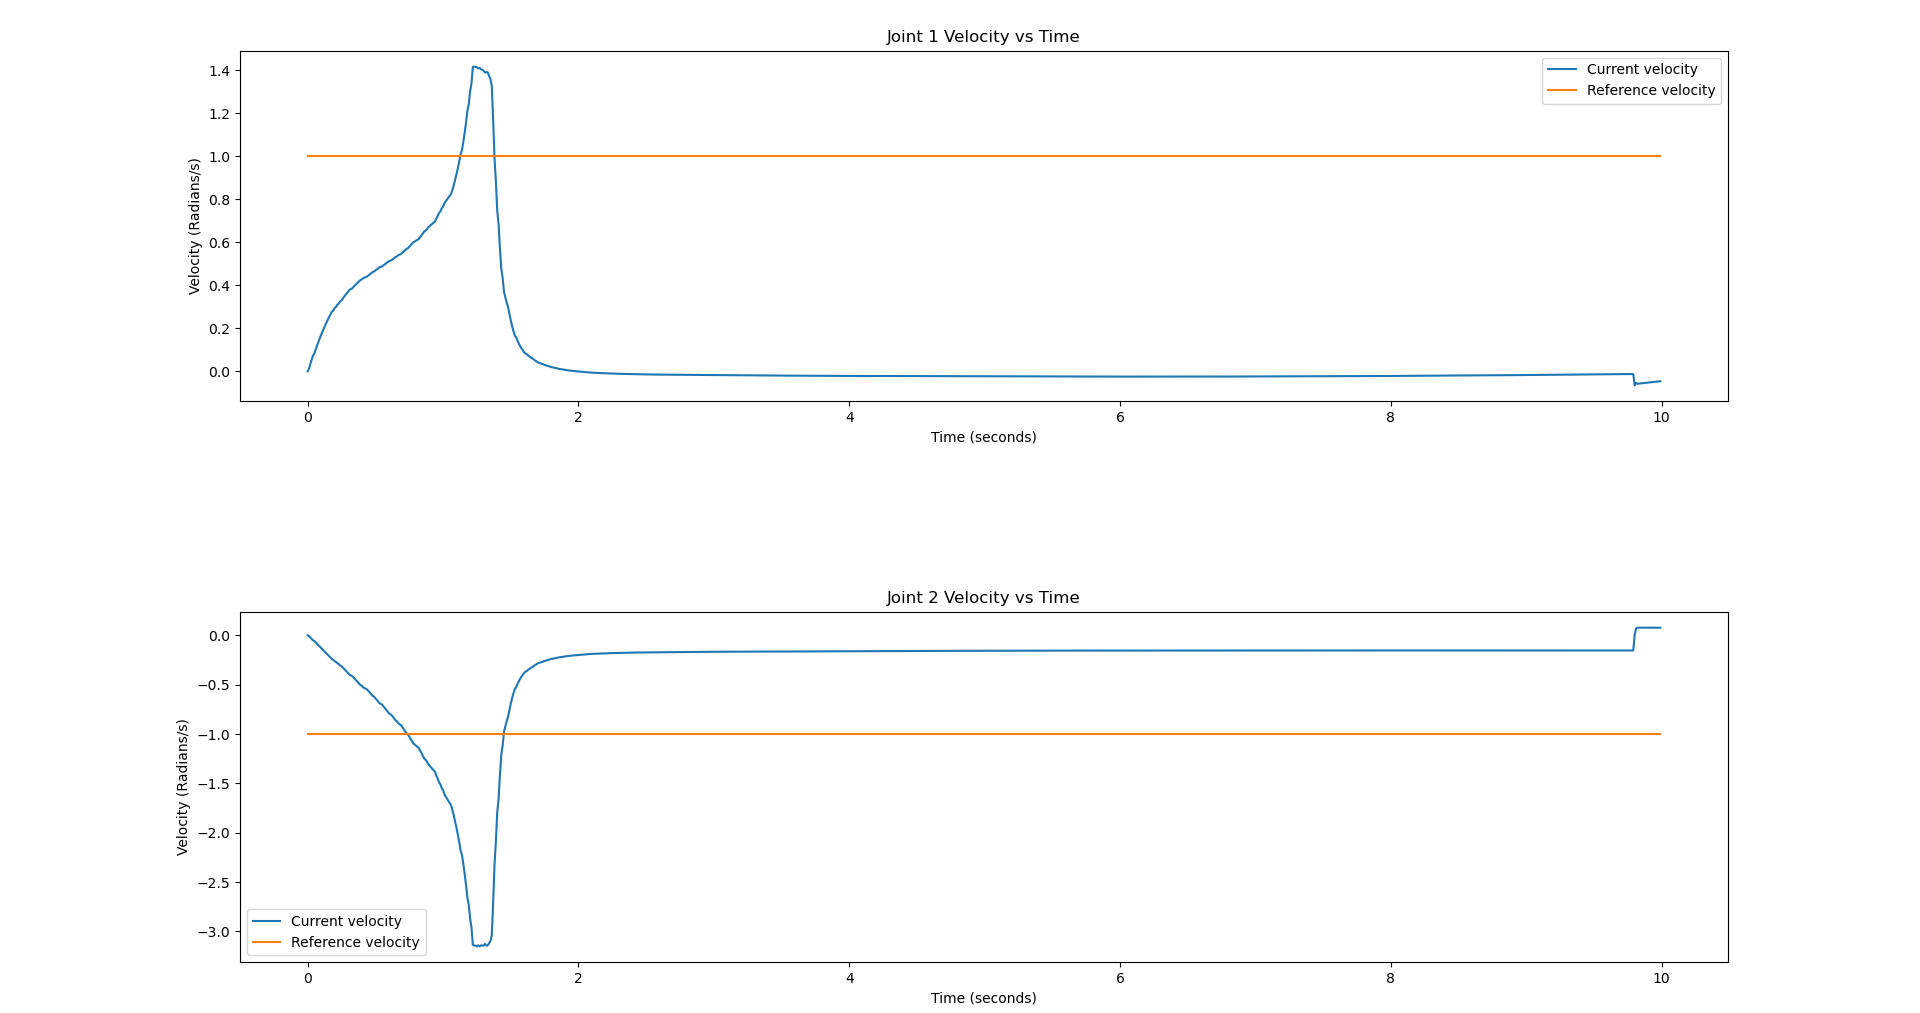 Joint 1 Velocity vs Time
1.4
1.2
1.0
0.8
0.6
0.4
0.2
0.0
Velocity (Radians/s)
Current velocity
Reference velocity
0 2 4 6 8 10
Time (seconds)
Joint 2 Velocity vs Time
0.0
−0.5
−1.0
−1.5
−2.0
−2.5
−3.0
Velocity (Radians/s)
Current velocity
Reference velocity
0 2 4 6 8 10
Time (seconds)